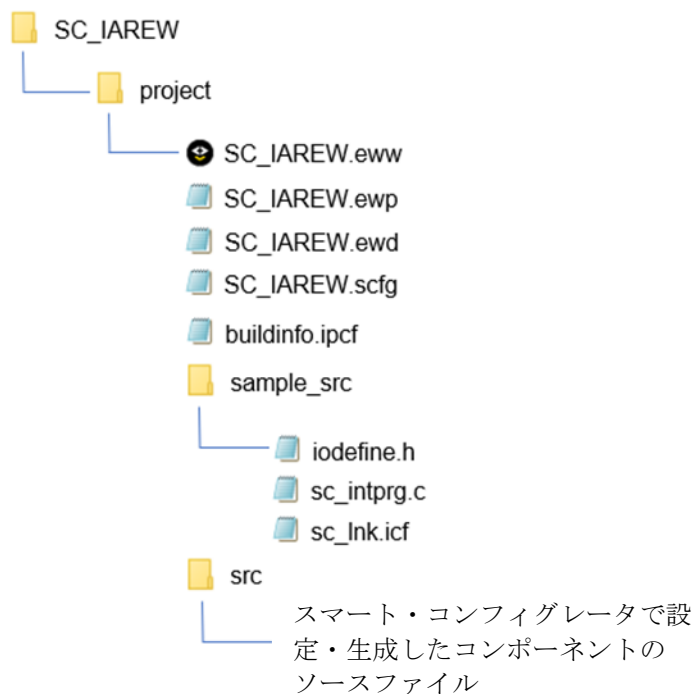 SC_IAREW
project
SC_IAREW.eww
SC_IAREW.ewp
SC_IAREW.ewd
SC_IAREW.scfg
buildinfo.ipcf
sample_src
iodefine.h
sc_intprg.c
sc_lnk.icf
src
スマート・コンフィグレータで設
定・生成したコンポーネントの
ソースファイル